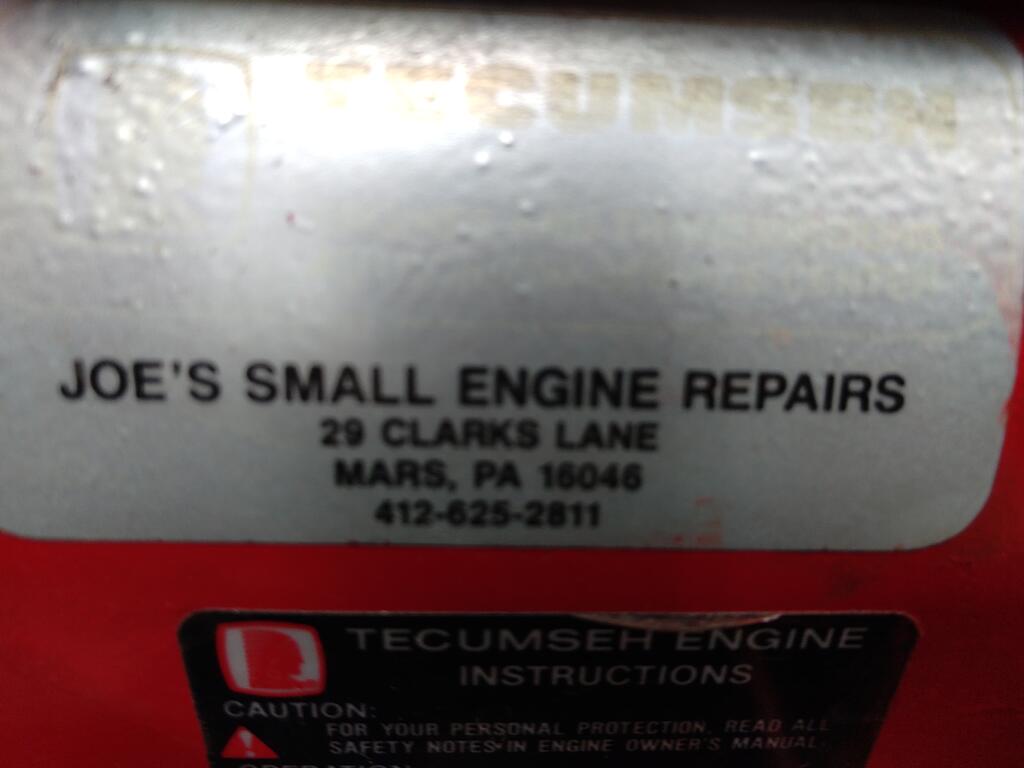 TECUMSEH
JOE'S SMALL ENGINE REPAIRS
29 CLARKS LANE
MARS, PA 16046
412-625-2811
TECUMSEH ENGINE
INSTRUCTIONS
CAUTION:
FOR YOUR PERSONAL PROTECTION, READ ALL
SAFETY NOTES IN ENGINE OWNER'S MANUAL.
OPERATION